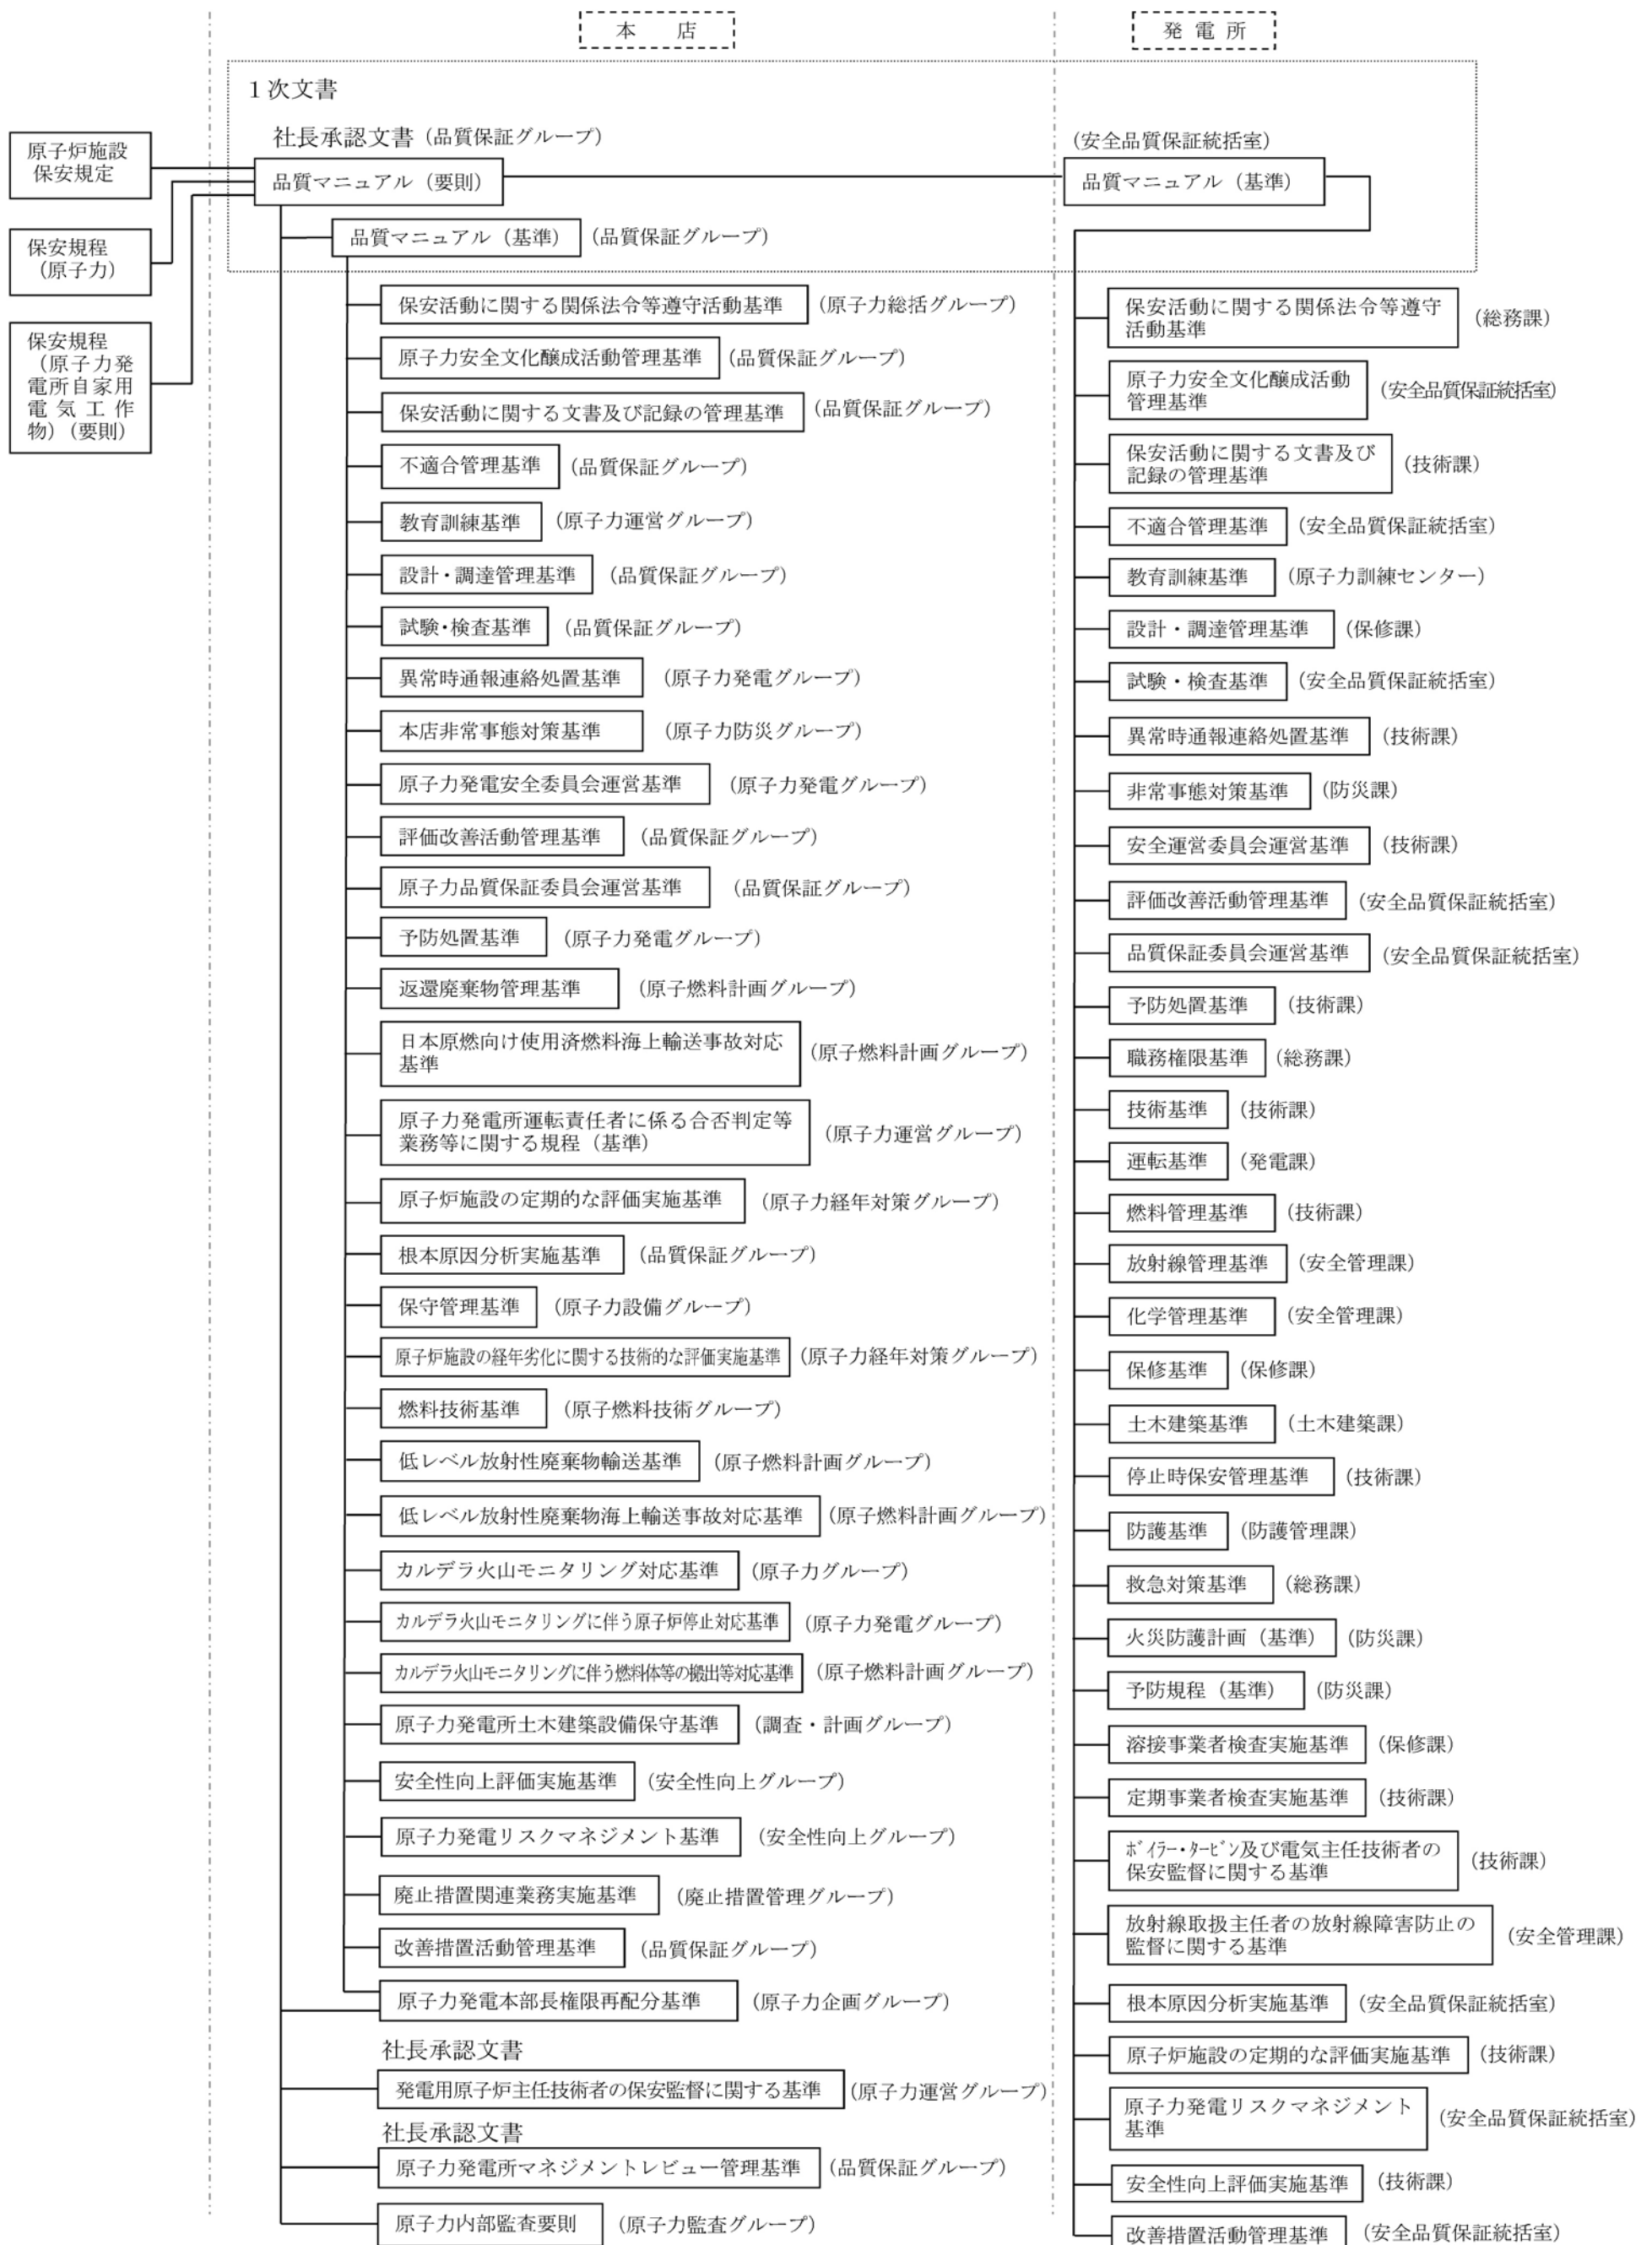 本　店
発 電 所
１次文書
社長承認文書（品質保証グループ）
（安全品質保証統括室）
原子炉施設
保安規定
品質マニュアル（要則）
品質マニュアル（基準）
品質マニュアル（基準）
（品質保証グループ）
保安規程
（原子力）
保安規程
（原子力発
電所自家用
電気工作
物）（要則）
保安活動に関する関係法令等遵守活動基準
（原子力総括グループ）
原子力安全文化醸成活動管理基準
（品質保証グループ）
保安活動に関する文書及び記録の管理基準
（品質保証グループ）
不適合管理基準
（品質保証グループ）
教育訓練基準
（原子力運営グループ）
設計・調達管理基準
（品質保証グループ）
試験・検査基準
（品質保証グループ）
異常時通報連絡処置基準
（原子力発電グループ）
本店非常事態対策基準
（原子力防災グループ）
原子力発電安全委員会運営基準
（原子力発電グループ）
評価改善活動管理基準
（品質保証グループ）
原子力品質保証委員会運営基準
（品質保証グループ）
予防処置基準
（原子力発電グループ）
返還廃棄物管理基準
（原子燃料計画グループ）
日本原燃向け使用済燃料海上輸送事故対応
基準
（原子燃料計画グループ）
原子力発電所運転責任者に係る合否判定等
業務等に関する規程（基準）
（原子力運営グループ）
原子炉施設の定期的な評価実施基準
（原子力経年対策グループ）
根本原因分析実施基準
（品質保証グループ）
保守管理基準
（原子力設備グループ）
原子炉施設の経年劣化に関する技術的な評価実施基準
（原子力経年対策グループ）
燃料技術基準
（原子燃料技術グループ）
低レベル放射性廃棄物輸送基準
（原子燃料計画グループ）
低レベル放射性廃棄物海上輸送事故対応基準
（原子燃料計画グループ）
カルデラ火山モニタリング対応基準
（原子力グループ）
カルデラ火山モニタリングに伴う原子炉停止対応基準
（原子力発電グループ）
カルデラ火山モニタリングに伴う燃料体等の搬出等対応基準
（原子燃料計画グループ）
原子力発電所土木建築設備保守基準
（調査・計画グループ）
安全性向上評価実施基準
（安全性向上グループ）
原子力発電リスクマネジメント基準
（安全性向上グループ）
廃止措置関連業務実施基準
（廃止措置管理グループ）
改善措置活動管理基準
（品質保証グループ）
原子力発電本部長権限再配分基準
（原子力企画グループ）
社長承認文書
発電用原子炉主任技術者の保安監督に関する基準
（原子力運営グループ）
社長承認文書
原子力発電所マネジメントレビュー管理基準
（品質保証グループ）
原子力内部監査要則
（原子力監査グループ）
保安活動に関する関係法令等遵守
活動基準
（総務課）
原子力安全文化醸成活動
管理基準
（安全品質保証統括室）
保安活動に関する文書及び
記録の管理基準
（技術課）
不適合管理基準
（安全品質保証統括室）
教育訓練基準
（原子力訓練センター）
設計・調達管理基準
（保修課）
試験・検査基準
（安全品質保証統括室）
異常時通報連絡処置基準
（技術課）
非常事態対策基準
（防災課）
安全運営委員会運営基準
（技術課）
評価改善活動管理基準
（安全品質保証統括室）
品質保証委員会運営基準
（安全品質保証統括室）
予防処置基準
（技術課）
職務権限基準
（総務課）
技術基準
（技術課）
運転基準
（発電課）
燃料管理基準
（技術課）
放射線管理基準
（安全管理課）
化学管理基準
（安全管理課）
保修基準
（保修課）
土木建築基準
（土木建築課）
停止時保安管理基準
（技術課）
防護基準
（防護管理課）
救急対策基準
（総務課）
火災防護計画（基準）
（防災課）
予防規程（基準）
（防災課）
溶接事業者検査実施基準
（保修課）
定期事業者検査実施基準
（技術課）
ﾎﾞｲﾗｰ・ﾀｰﾋﾞﾝ及び電気主任技術者の
保安監督に関する基準
（技術課）
放射線取扱主任者の放射線障害防止の
監督に関する基準
（安全管理課）
根本原因分析実施基準
（安全品質保証統括室）
原子炉施設の定期的な評価実施基準
（技術課）
原子力発電リスクマネジメント
基準
（安全品質保証統括室）
安全性向上評価実施基準
（技術課）
改善措置活動管理基準
（安全品質保証統括室）